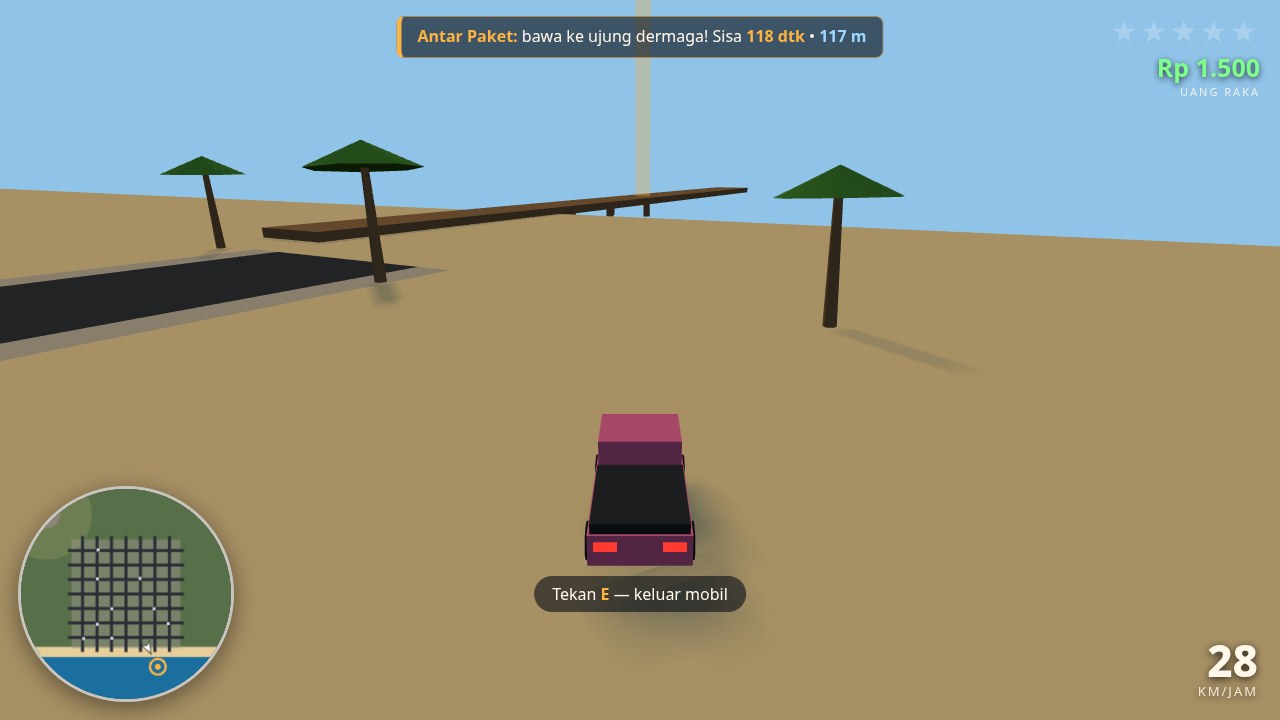 Antar Paket: bawa ke ujung dermaga! Sisa 118 dtk • 117 m
★★★★★
Rp 1.500
UANG RAKA
Tekan E — keluar mobil
28
KM/JAM